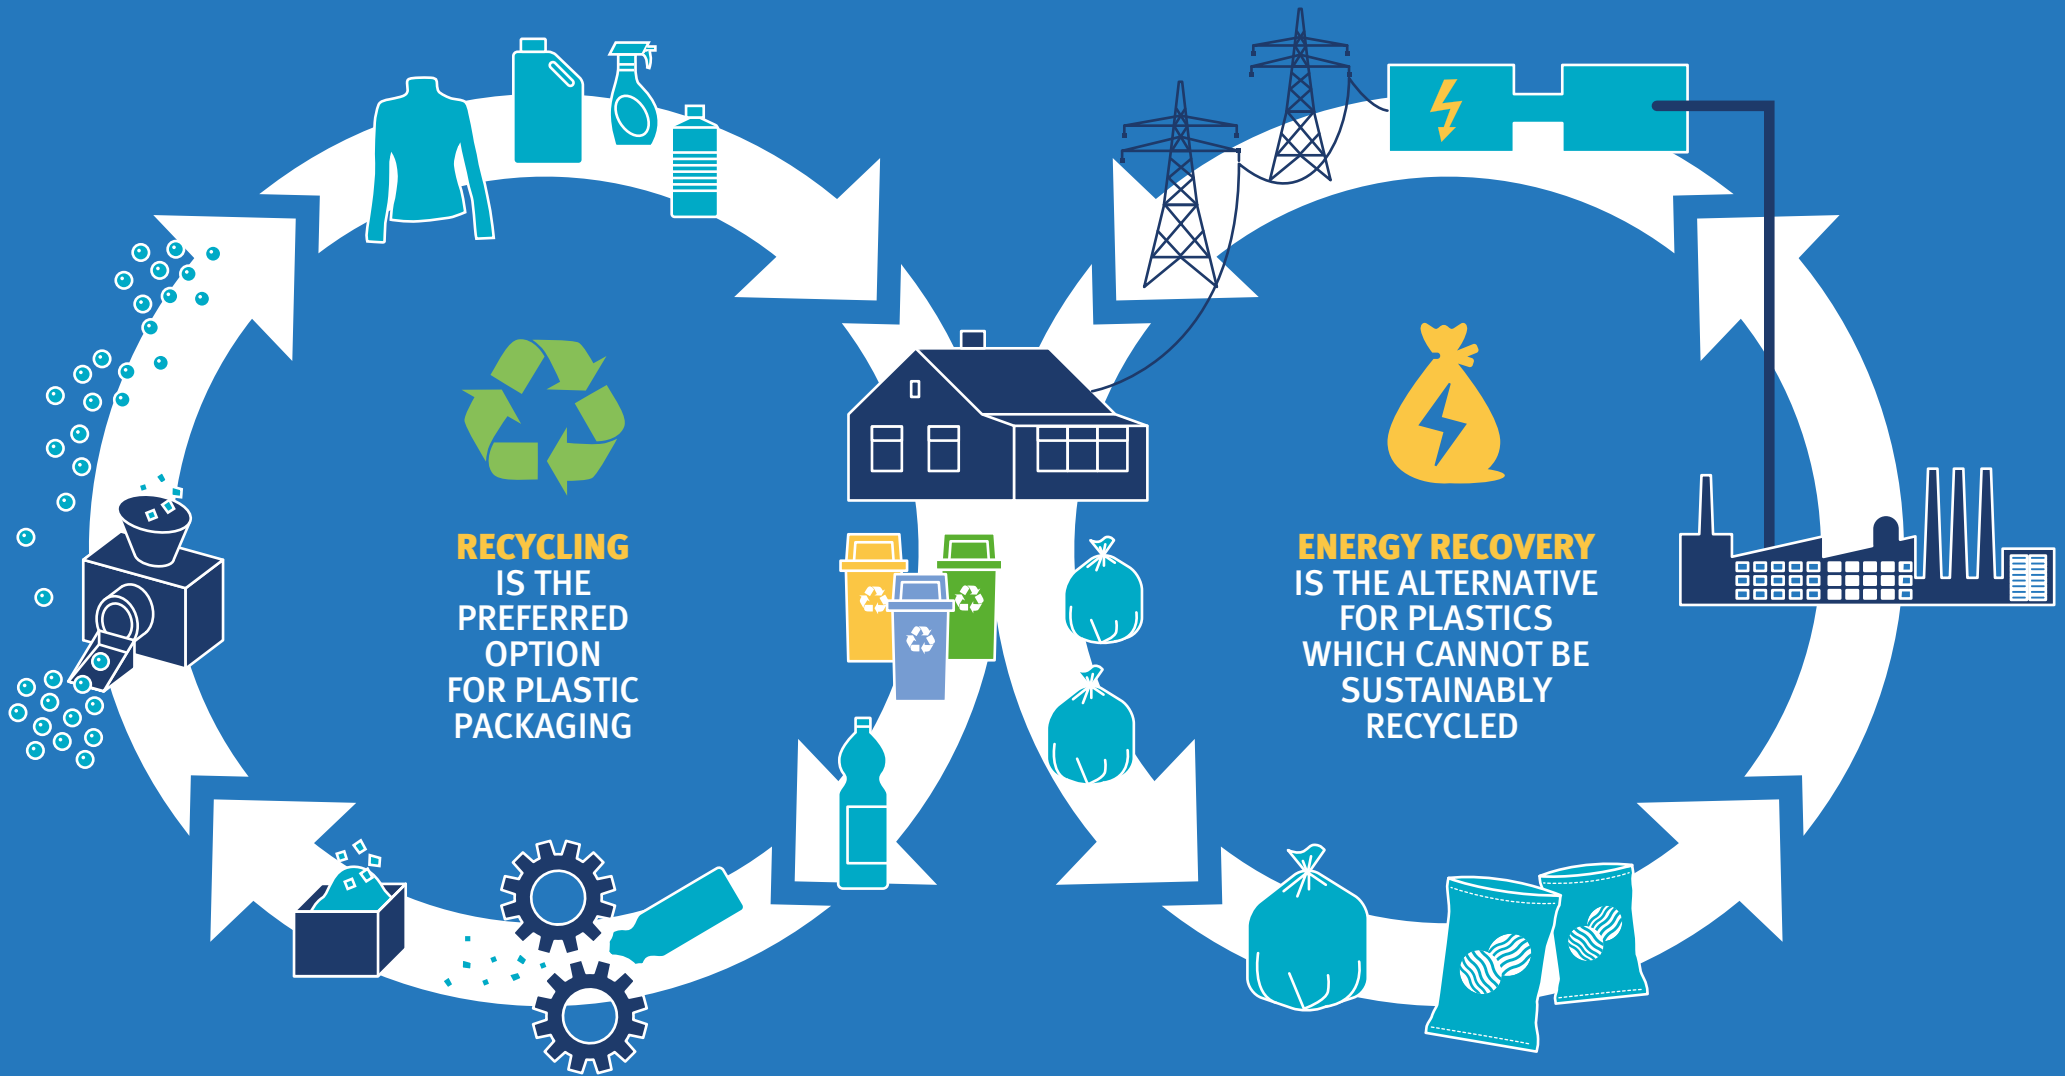 RECYCLING
IS THE
PREFERRED
OPTION
FOR PLASTIC
PACKAGING
ENERGY RECOVERY
IS THE ALTERNATIVE
FOR PLASTICS
WHICH CANNOT BE
SUSTAINABLY
RECYCLED